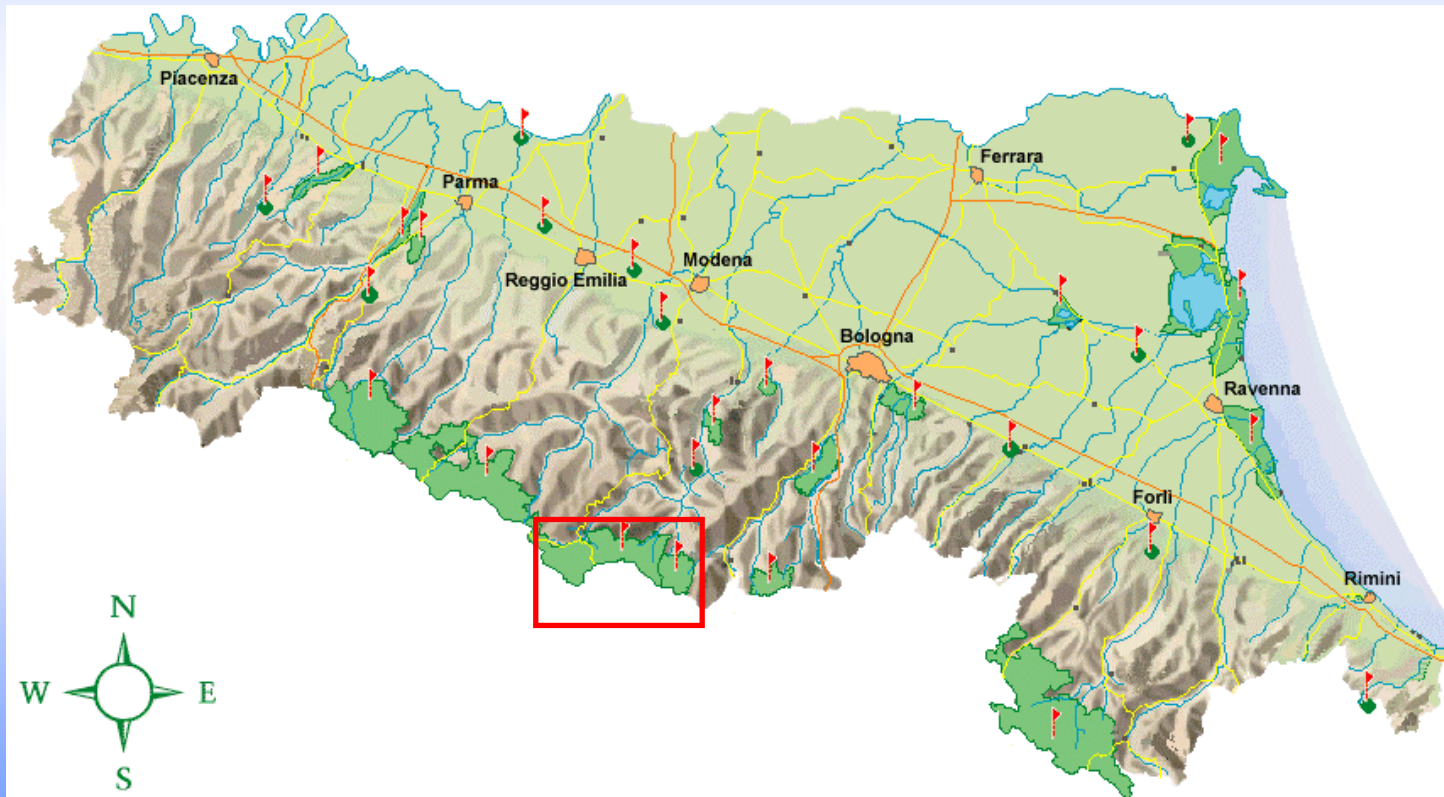 Piacenza
Ferrara
Parma
Modena
Reggio Emilia
Bologna
Ravenna
Forlì
Rimini
N
W
E
S